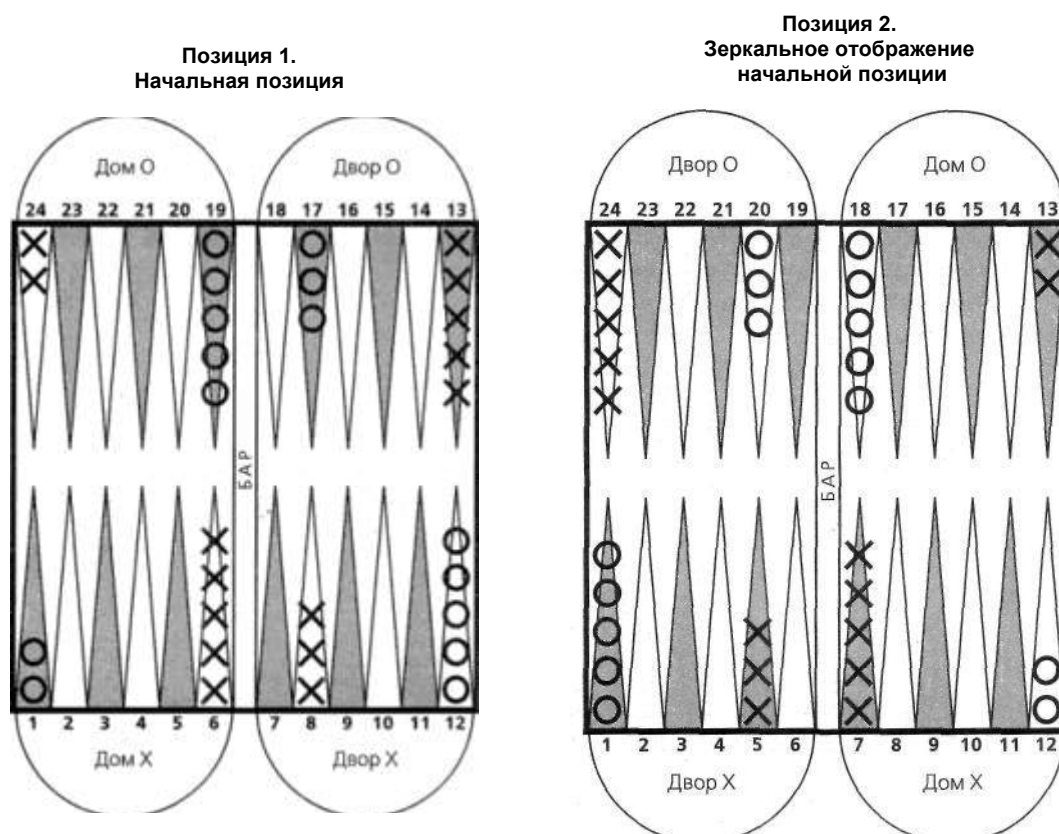 Позиция 1.
Начальная позиция
Дом О Двор О
24 23 22 21 20 19 18 17 16 15 14 13
БАР
1 2 3 4 5 6 7 8 9 10 11 12
Дом Х Двор Х
Позиция 2.
Зеркальное отображение
начальной позиции
Двор О Дом О
24 23 22 21 20 19 18 17 16 15 14 13
БАР
1 2 3 4 5 6 7 8 9 10 11 12
Двор Х Дом Х